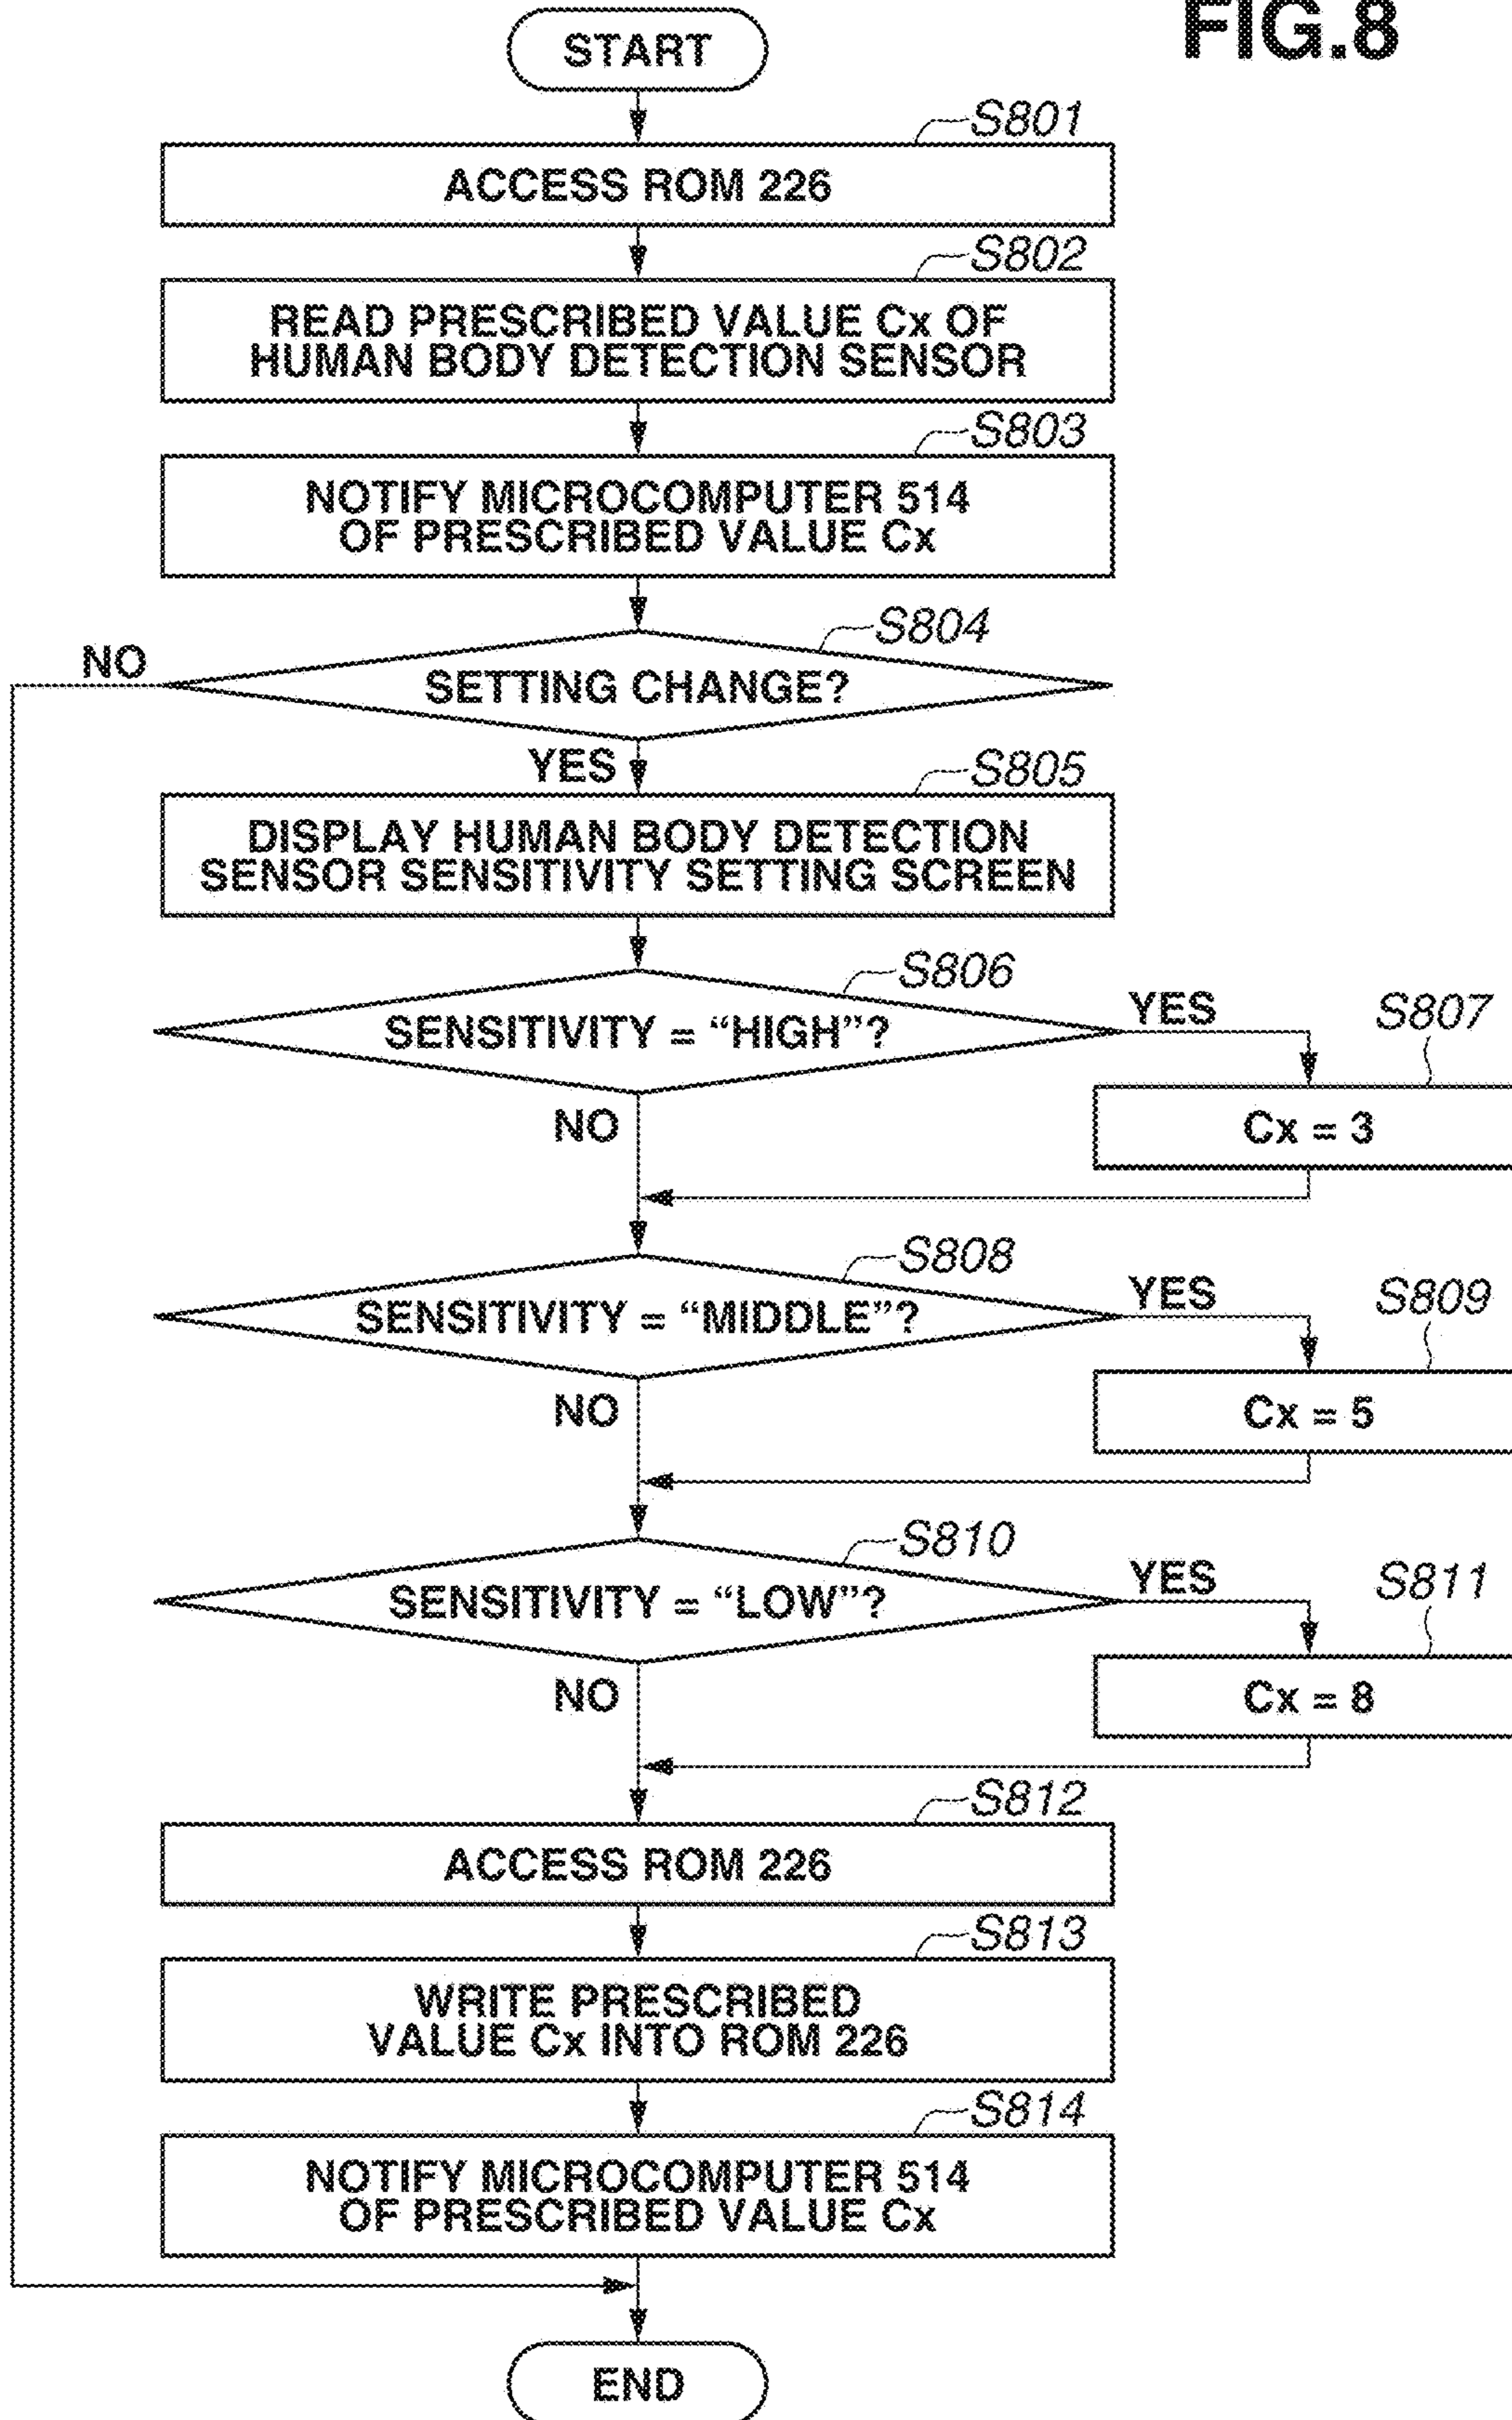 FIG.8
START
S801
ACCESS ROM 226
S802
READ PRESCRIBED VALUE Cx OF
HUMAN BODY DETECTION SENSOR
S803
NOTIFY MICROCOMPUTER 514
OF PRESCRIBED VALUE Cx
S804
NO
SETTING CHANGE?
YES
S805
DISPLAY HUMAN BODY DETECTION
SENSOR SENSITIVITY SETTING SCREEN
S806
SENSITIVITY = “HIGH”?
YES
S807
Cx = 3
NO
S808
SENSITIVITY = “MIDDLE”?
YES
S809
Cx = 5
NO
S810
SENSITIVITY = “LOW”?
YES
S811
Cx = 8
NO
S812
ACCESS ROM 226
S813
WRITE PRESCRIBED
VALUE Cx INTO ROM 226
S814
NOTIFY MICROCOMPUTER 514
OF PRESCRIBED VALUE Cx
END